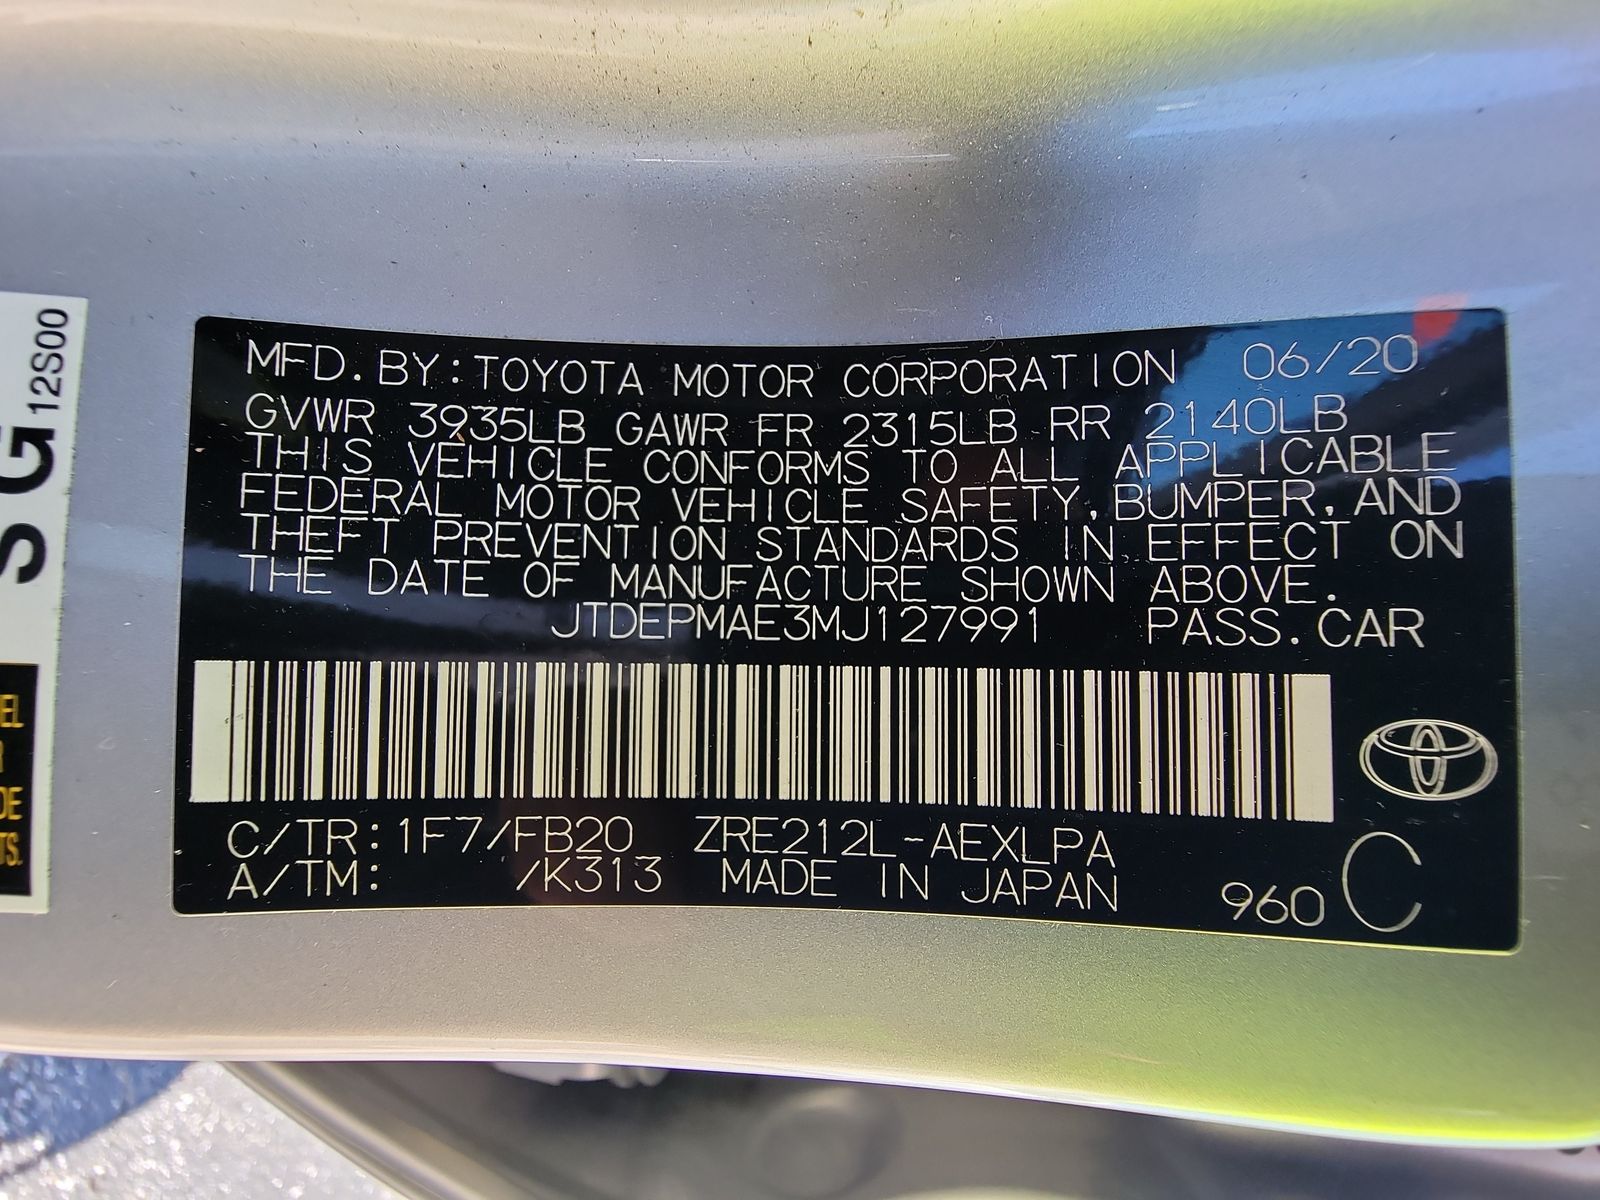 MFD. BY: TOYOTA MOTOR CORPORATION 06/20
GVWR 3935LB GAWR FR 2315LB RR 2140LB
THIS VEHICLE CONFORMS TO ALL APPLICABLE
FEDERAL MOTOR VEHICLE SAFETY, BUMPER, AND
THEFT PREVENTION STANDARDS IN EFFECT ON
THE DATE OF MANUFACTURE SHOWN ABOVE.
JTDEPMAE3MJ127991 PASS. CAR
C/TR: 1F7/FB20 ZRE212L-AEXLPA
A/TM: /K313 MADE IN JAPAN 960 C
SG 12S00